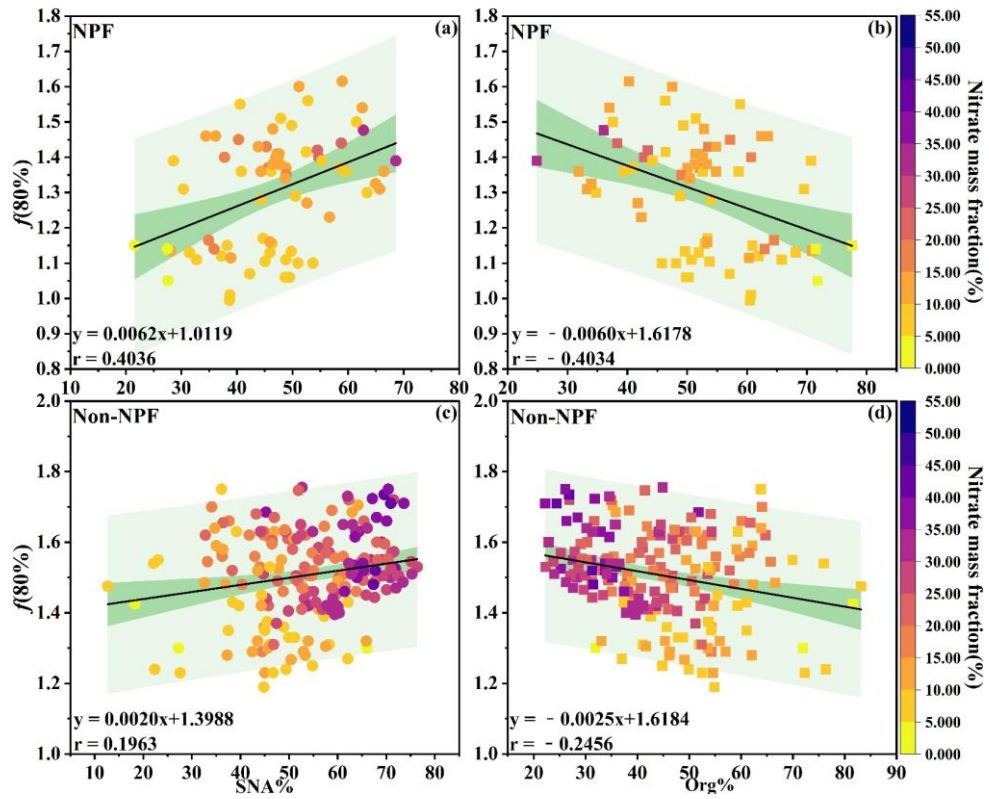 NPF
(a)
f(80%)
1.8
1.7
1.6
1.5
1.4
1.3
1.2
1.1
1.0
0.9
0.8
y = 0.0062x+1.0119
r = 0.4036
10 20 30 40 50 60 70 80
NPF
(b)
y = - 0.0060x+1.6178
r = - 0.4034
20 30 40 50 60 70 80
Nitrate mass fraction(%)
55.00
50.00
45.00
40.00
35.00
30.00
25.00
20.00
15.00
10.00
5.000
0.000
Non-NPF
(c)
f(80%)
2.0
1.8
1.6
1.4
1.2
1.0
y = 0.0020x+1.3988
r = 0.1963
10 20 30 40 50 60 70 80
SNA%
Non-NPF
(d)
y = - 0.0025x+1.6184
r = - 0.2456
20 30 40 50 60 70 80 90
Org%
Nitrate mass fraction(%)
55.00
50.00
45.00
40.00
35.00
30.00
25.00
20.00
15.00
10.00
5.000
0.000